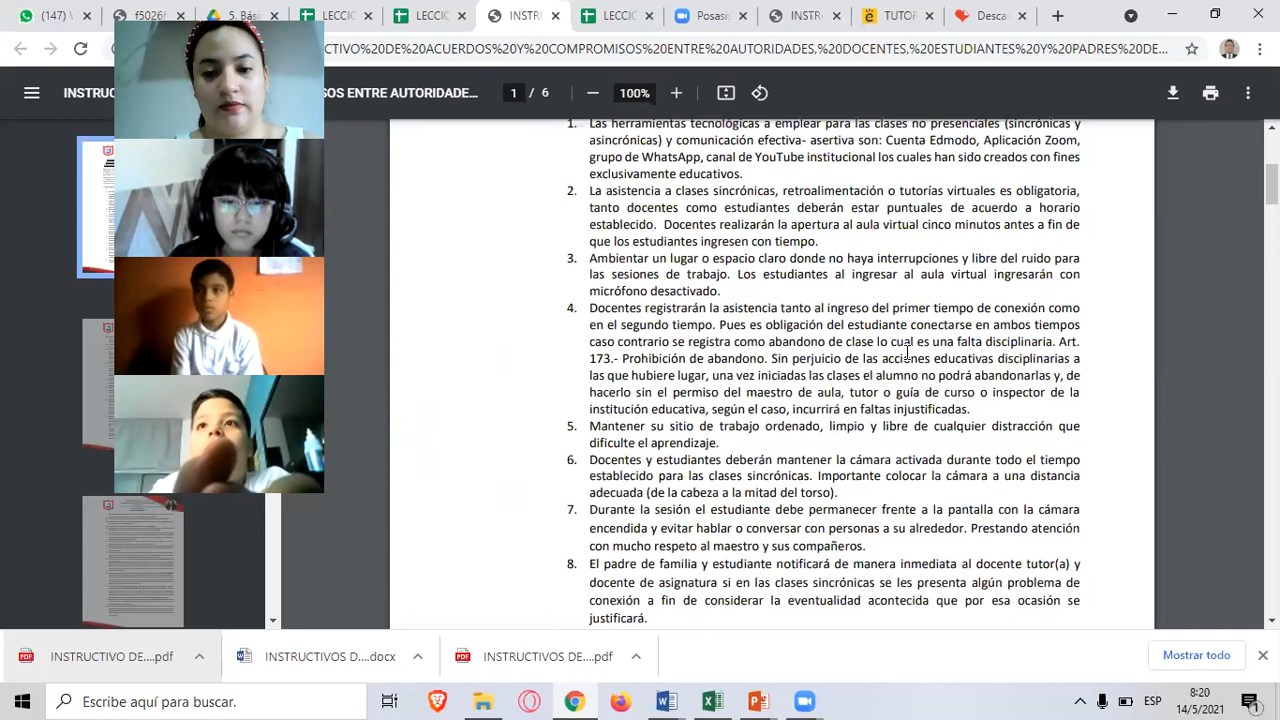 (14
f5026f
5. Bási
LECCIÓ
LECCIÓ
INSTRU
LECCIÓ
LECCIÓ
Posasis
INSTRU
TUTOR
Desca
CTIVO%20DE%20ACUERDOS%20Y%20COMPROMISOS%20ENTRE%20AUTORIDADES,%20DOCENTES,%20ESTUDIANTES%20Y%20PADRES%20DE...
INSTRUC
SOS ENTRE AUTORIDADE...
1 / 6
100%
1. Las herramientas tecnológicas a emplear para las clases no presenciales (sincrónicas y
asincrónicas) y comunicación efectiva- asertiva son: Cuenta Edmodo, Aplicación Zoom,
grupo de WhatsApp, canal de YouTube institucional los cuales han sido creados con fines
exclusivamente educativos.
2. La asistencia a clases sincrónicas, retroalimentación o tutorías virtuales es obligatoria,
tanto docentes como estudiantes deberán estar puntuales de acuerdo a horario
establecido. Docentes realizarán la apertura al aula virtual cinco minutos antes a fin de
que los estudiantes ingresen con tiempo.
3. Ambientar un lugar o espacio claro donde no haya interrupciones y libre del ruido para
las sesiones de trabajo. Los estudiantes al ingresar al aula virtual ingresarán con
micrófono desactivado.
4. Docentes registrarán la asistencia tanto al ingreso del primer tiempo de conexión como
en el segundo tiempo. Pues es obligación del estudiante conectarse en ambos tiempos
caso contrario se registra como abandono de clase lo cual es una falta disciplinaria. Art.
173.- Prohibición de abandono. Sin perjuicio de las acciones educativas disciplinarias a
las que hubiere lugar, una vez iniciadas las clases el alumno no podrá abandonarlas y, de
hacerlo sin el permiso del maestro de aula, tutor o guía de curso o inspector de la
institución educativa, según el caso, incurrirá en faltas injustificadas.
5. Mantener su sitio de trabajo ordenado, limpio y libre de cualquier distracción que
dificulte el aprendizaje.
6. Docentes y estudiantes deberán mantener la cámara activada durante todo el tiempo
establecido para las clases sincrónicas. Importante colocar la cámara a una distancia
adecuada (de la cabeza a la mitad del torso).
7. Durante la sesión el estudiante debe permanecer frente a la pantalla con la cámara
encendida y evitar hablar o conversar con personas a su alrededor. Prestando atención
con mucho respeto al maestro y sus compañeros.
8. El padre de familia y estudiante notificará de manera inmediata al docente tutor(a) y
docente de asignatura si en las clases sincrónicas se les presenta algún problema de
conexión a fin de considerar la eventualidad acontecida que por esa ocasión se
justificará.
INSTRUCTIVO DE....pdf
INSTRUCTIVOS D....docx
INSTRUCTIVOS DE....pdf
Mostrar todo
Escribe aquí para buscar.
ESP
8:20
14/5/2021